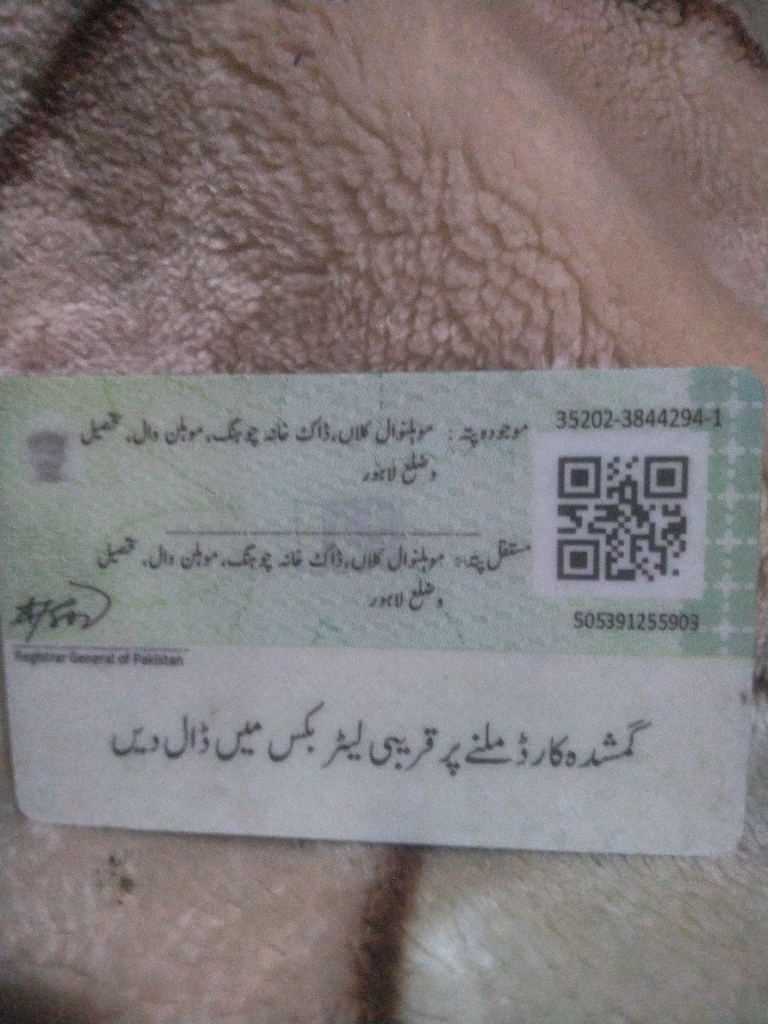 35202-3844294-1
موجودہ پتہ: موہلنوال کلاں، ڈاک خانہ چوہنگ، موہلن وال، تحصیل
و ضلع لاہور
مستقل پتہ: موہلنوال کلاں، ڈاک خانہ چوہنگ، موہلن وال، تحصیل
و ضلع لاہور
505391255903
Registrar General of Pakistan
گمشدہ کارڈ ملنے پر قریبی لیٹر بکس میں ڈال دیں